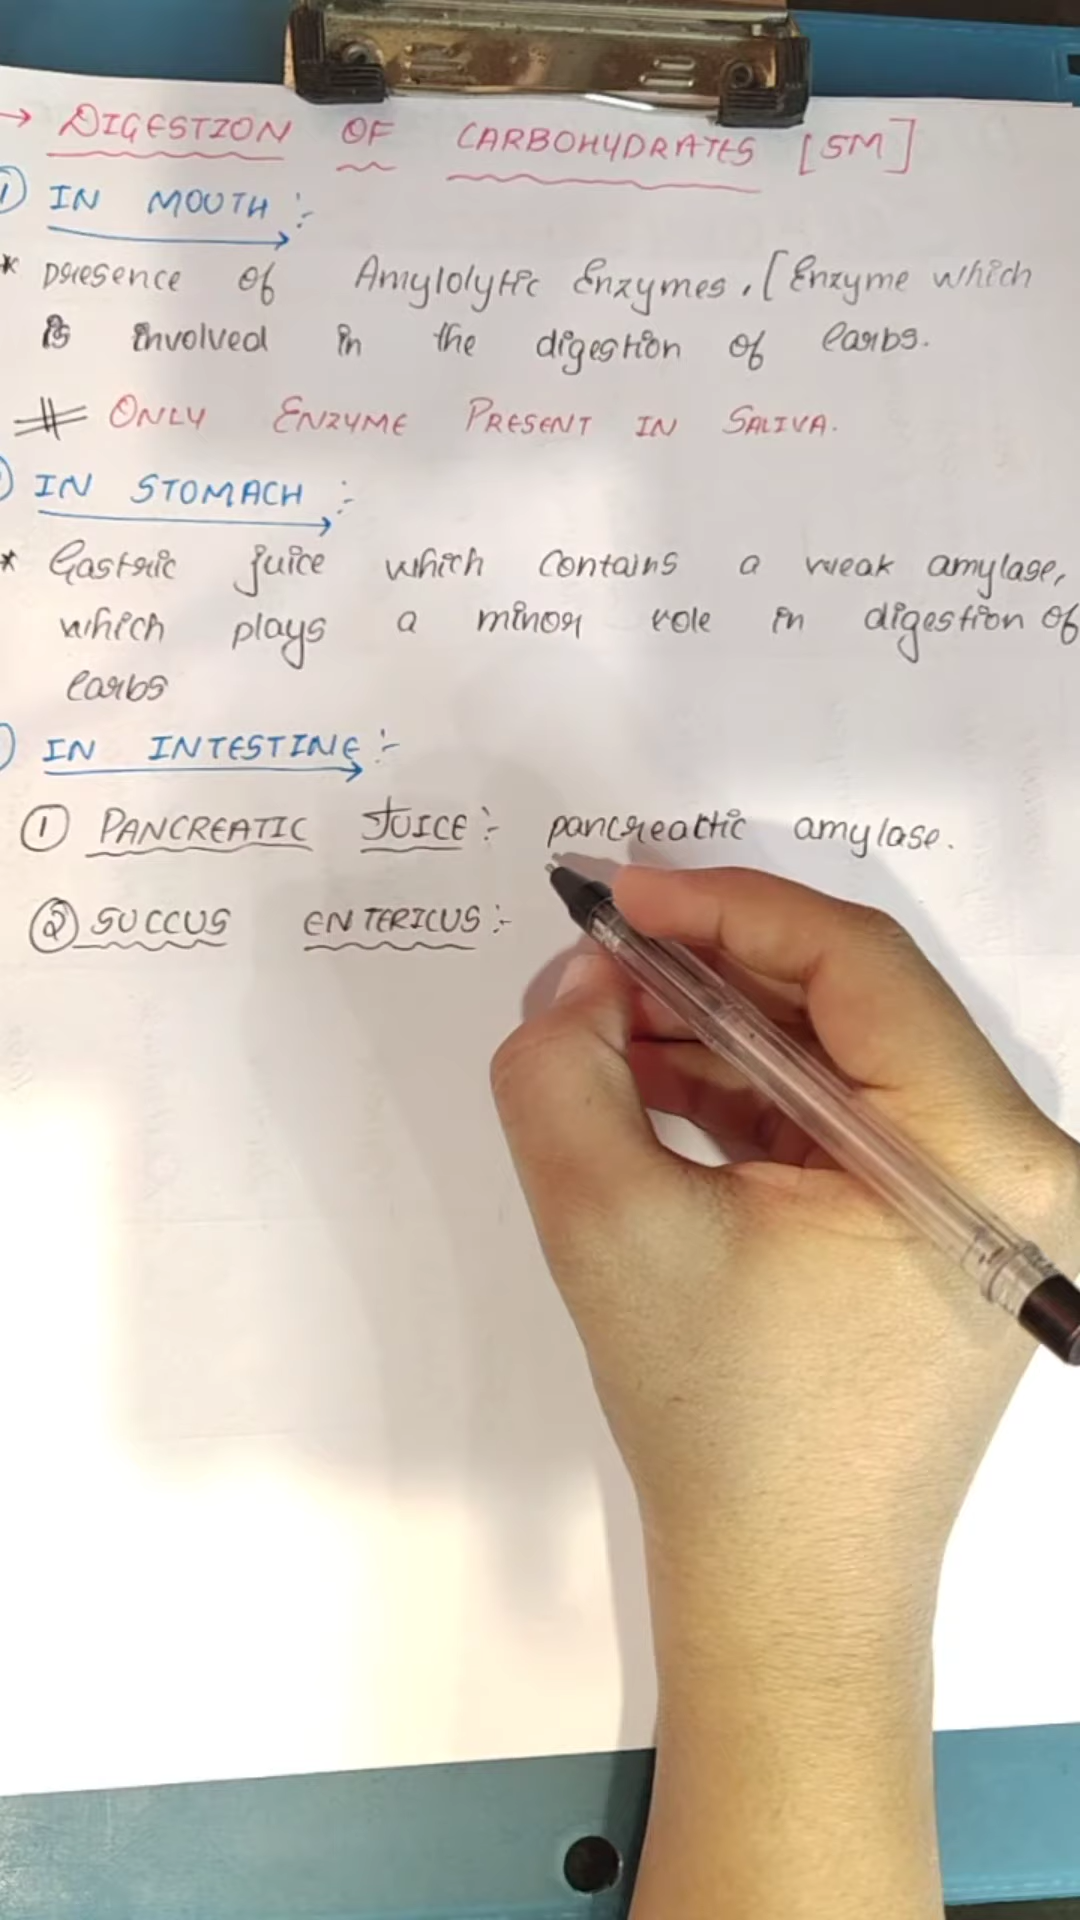 → DIGESTION OF CARBOHYDRATES [5M]
① IN MOUTH :-
* presence of Amylolytic Enzymes. [Enzyme which
is involved in the digestion of carbs.
# ONLY ENZYME PRESENT IN SALIVA.
IN STOMACH :-
* Gastric juice which contains a weak amylase,
which plays a minor role in digestion of
carbs
IN INTESTINE :-
① PANCREATIC JUICE :- pancreactic amylase.
② SUCCUS ENTERICUS :-